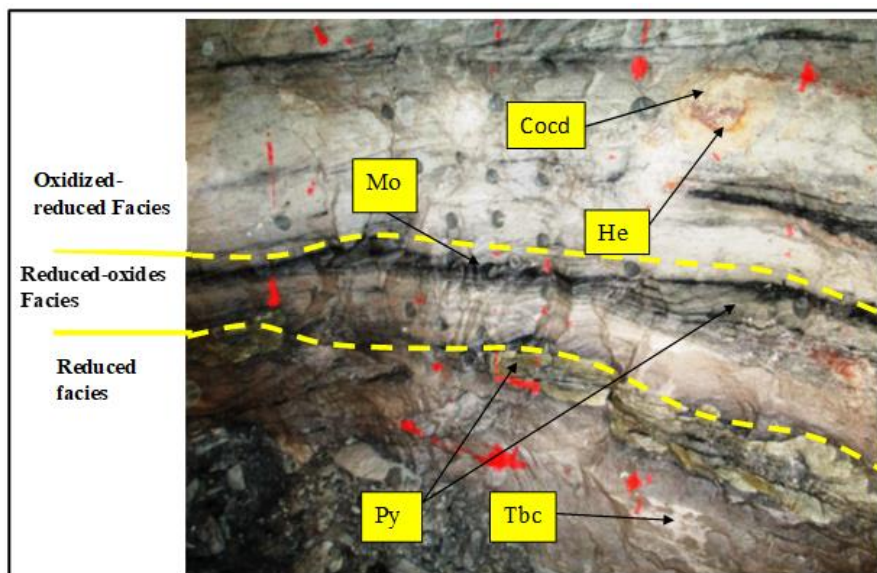 Cocd
Mo
Oxidized-
reduced Facies
He
Reduced-oxides
Facies
Reduced
facies
Py
Tbc